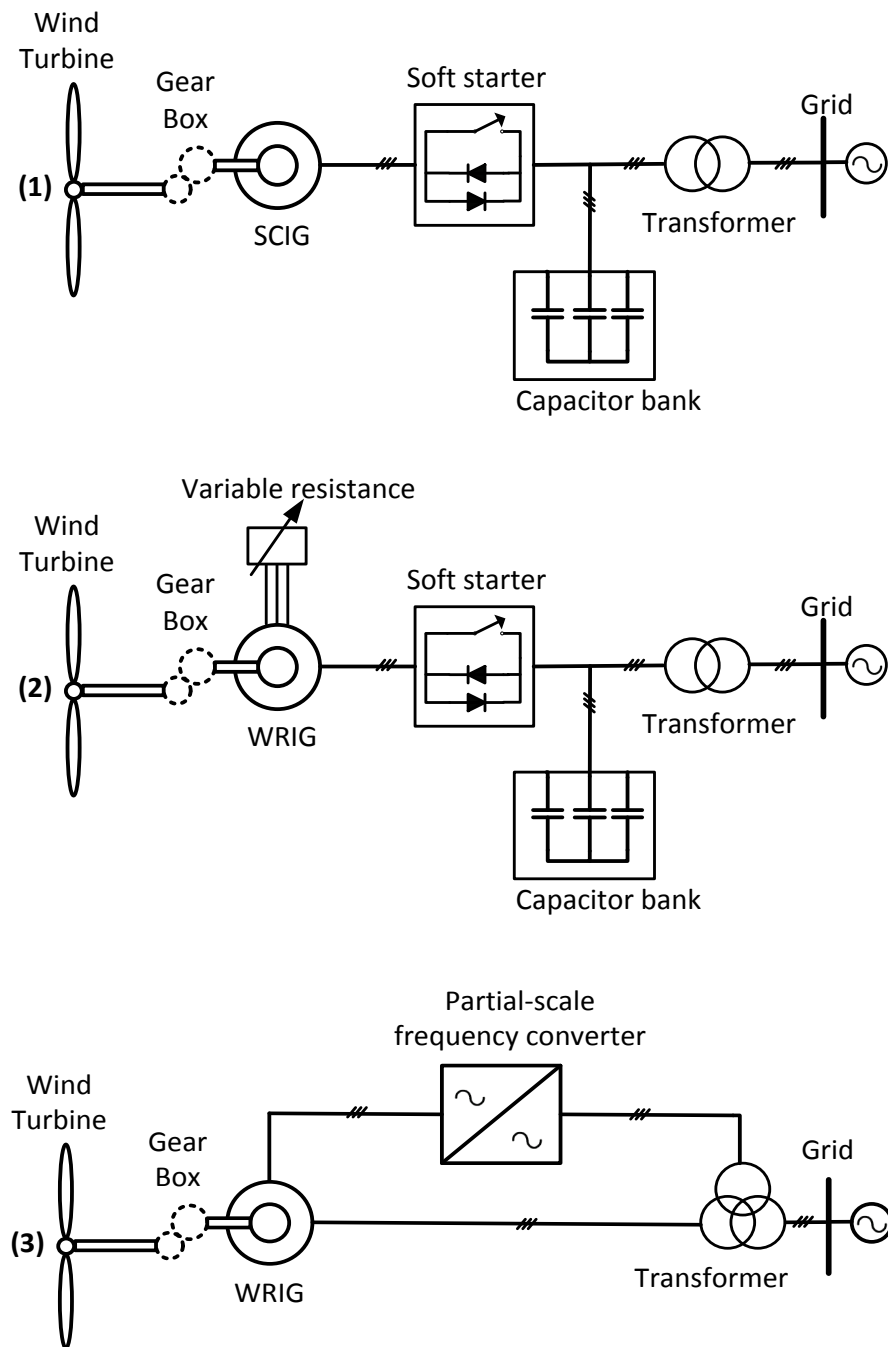 Wind
Turbine
Gear
Box
Soft starter
Grid
(1)
SCIG
Transformer
Capacitor bank
Variable resistance
Wind
Turbine
Gear
Box
Soft starter
Grid
(2)
WRIG
Transformer
Capacitor bank
Partial-scale
frequency converter
Wind
Turbine
Gear
Box
Grid
(3)
WRIG
Transformer